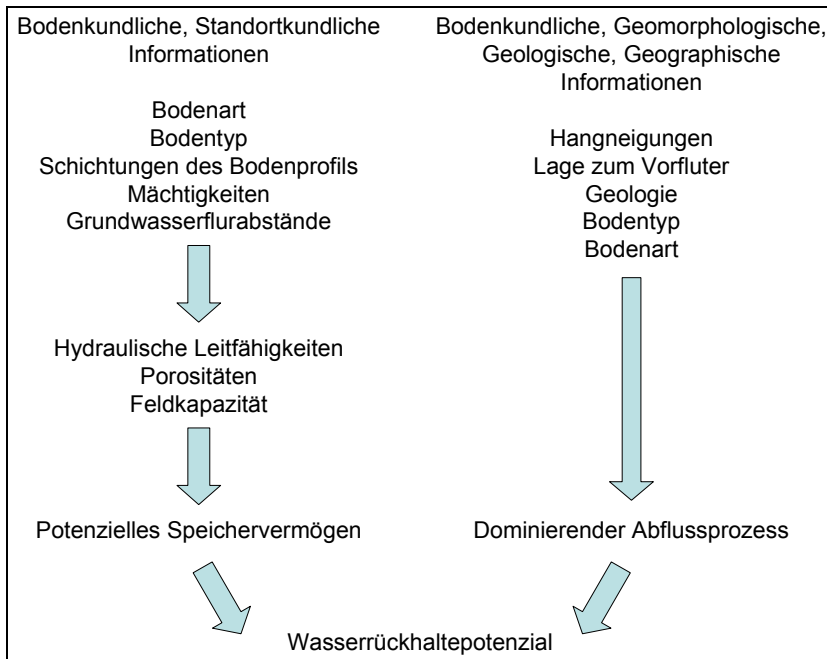 Bodenkundliche, Standortkundliche
Informationen
Bodenart
Bodentyp
Schichtungen des Bodenprofils
Mächtigkeiten
Grundwasserflurabstände
Hydraulische Leitfähigkeiten
Porositäten
Feldkapazität
Potenzielles Speichervermögen
Bodenkundliche, Geomorphologische,
Geologische, Geographische
Informationen
Hangneigungen
Lage zum Vorfluter
Geologie
Bodentyp
Bodenart
Dominierender Abflussprozess
Wasserrückhaltepotenzial